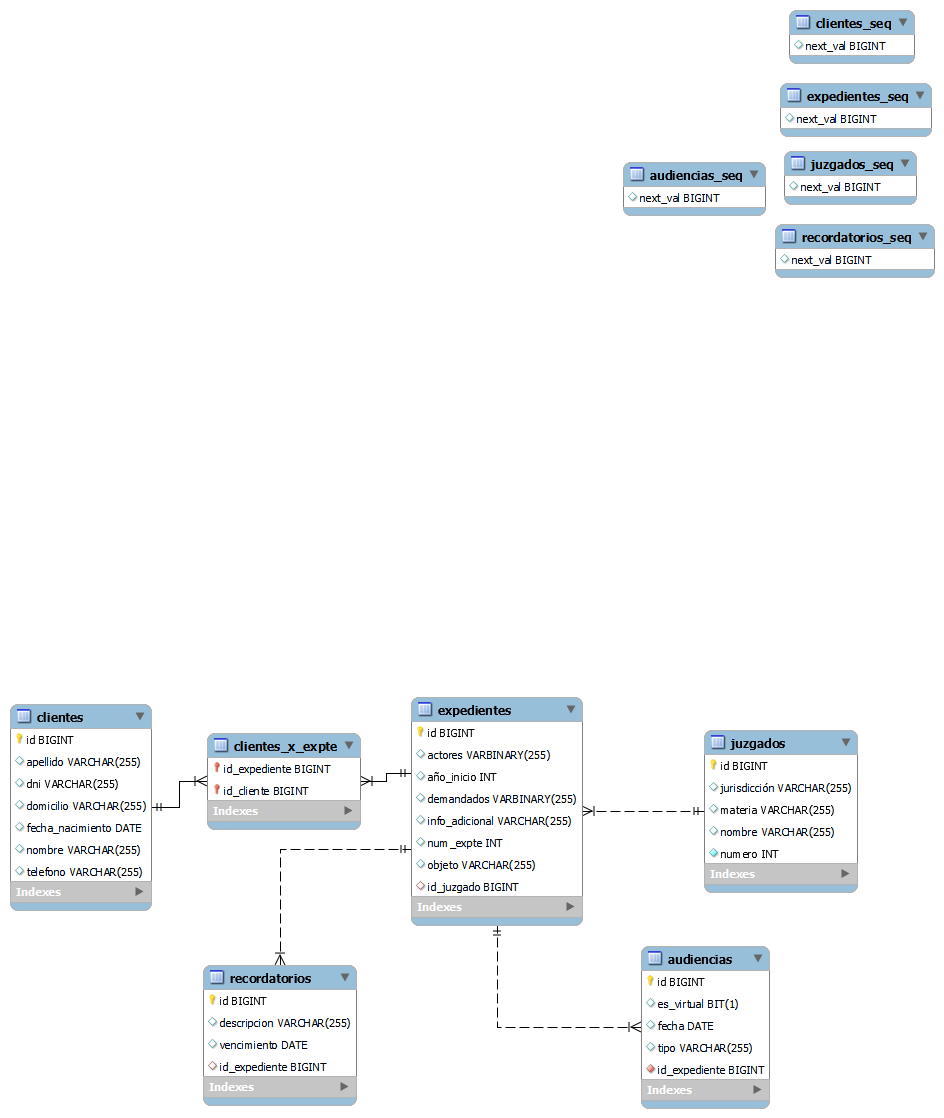 clientes_seq
next_val BIGINT
expedientes_seq
next_val BIGINT
juzgados_seq
next_val BIGINT
audiencias_seq
next_val BIGINT
recordatorios_seq
next_val BIGINT
clientes
id BIGINT
apellido VARCHAR(255)
dni VARCHAR(255)
domicilio VARCHAR(255)
fecha_nacimiento DATE
nombre VARCHAR(255)
telefono VARCHAR(255)
Indexes
clientes_x_expte
id_expediente BIGINT
id_cliente BIGINT
Indexes
expedientes
id BIGINT
actores VARBINARY(255)
año_inicio INT
demandados VARBINARY(255)
info_adicional VARCHAR(255)
num_expte INT
objeto VARCHAR(255)
id_juzgado BIGINT
Indexes
juzgados
id BIGINT
jurisdicción VARCHAR(255)
materia VARCHAR(255)
nombre VARCHAR(255)
numero INT
Indexes
recordatorios
id BIGINT
descripcion VARCHAR(255)
vencimiento DATE
id_expediente BIGINT
Indexes
audiencias
id BIGINT
es_virtual BIT(1)
fecha DATE
tipo VARCHAR(255)
id_expediente BIGINT
Indexes